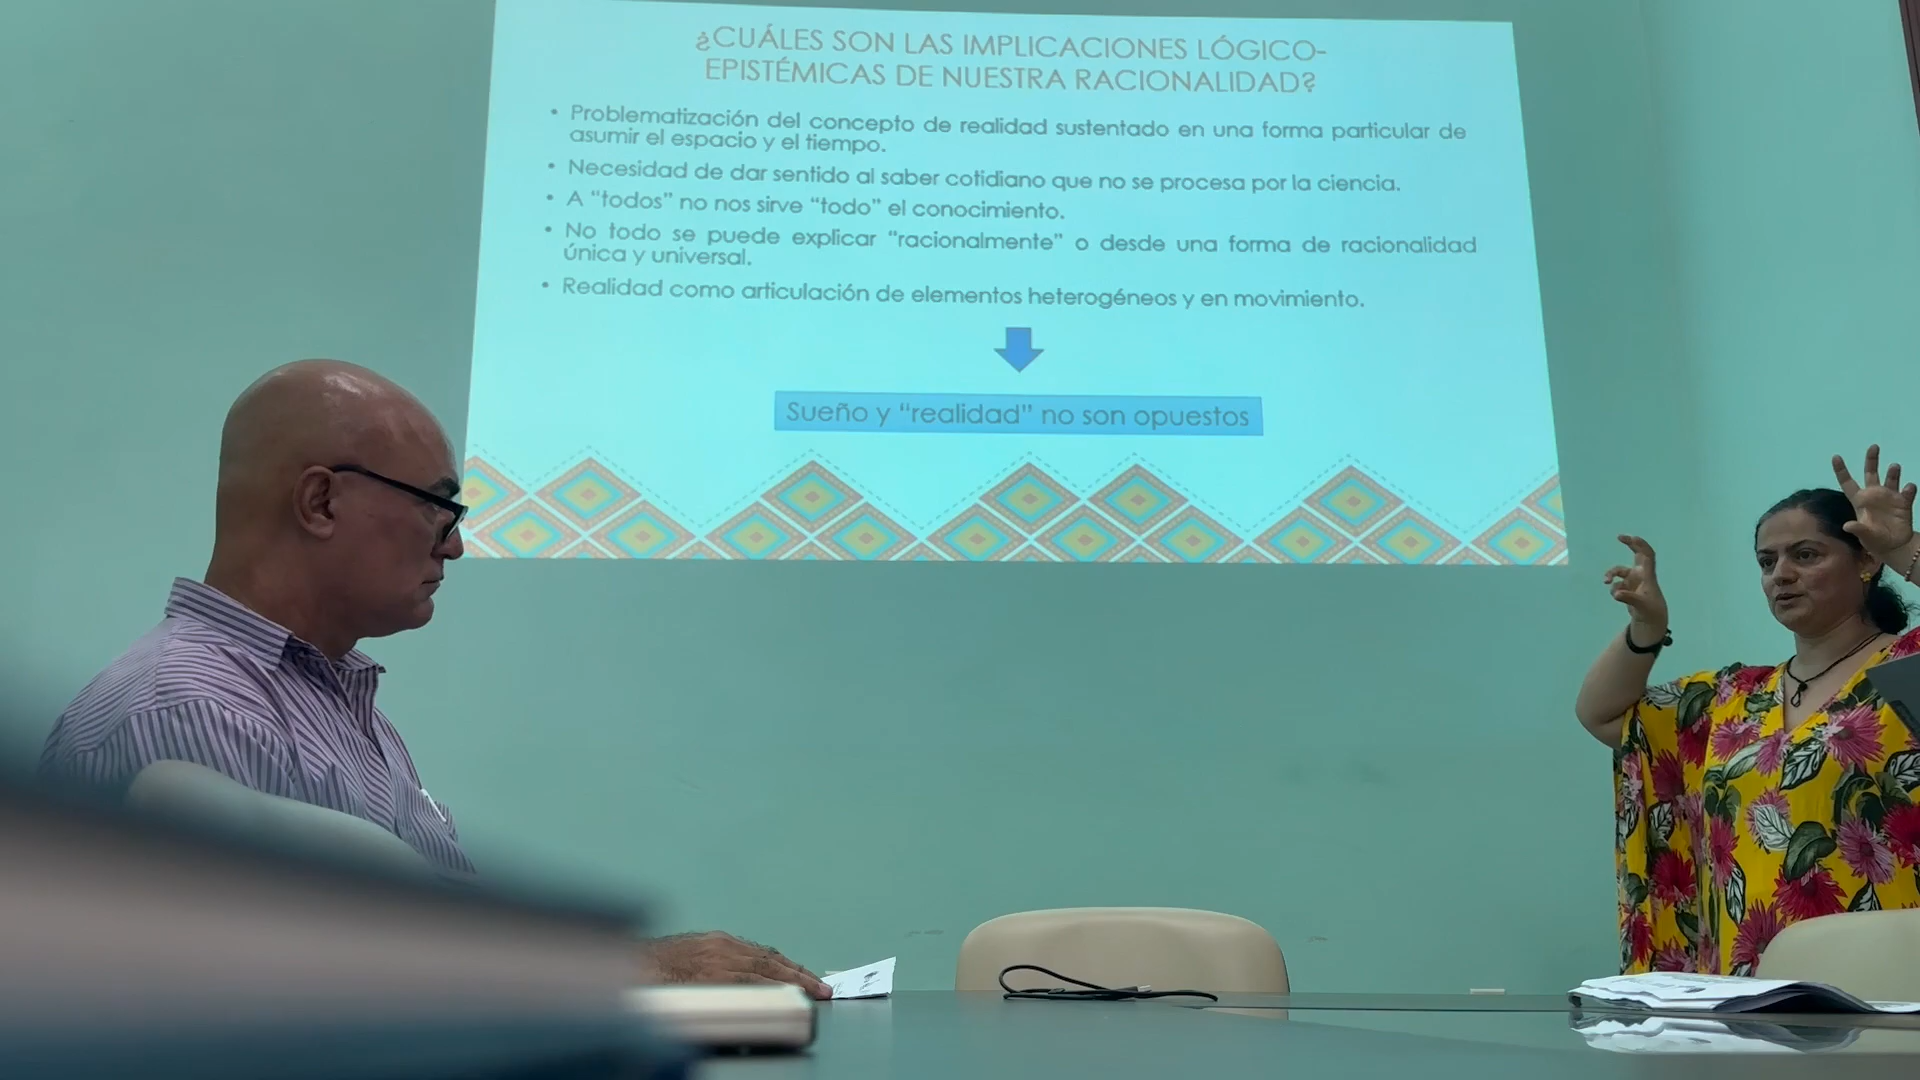 ¿CUÁLES SON LAS IMPLICACIONES LÓGICO-
EPISTÉMICAS DE NUESTRA RACIONALIDAD?
• Problematización del concepto de realidad sustentado en una forma particular de
asumir el espacio y el tiempo.
• Necesidad de dar sentido al saber cotidiano que no se procesa por la ciencia.
• A “todos” no nos sirve “todo” el conocimiento.
• No todo se puede explicar “racionalmente” o desde una forma de racionalidad
única y universal.
• Realidad como articulación de elementos heterogéneos y en movimiento.
Sueño y “realidad” no son opuestos